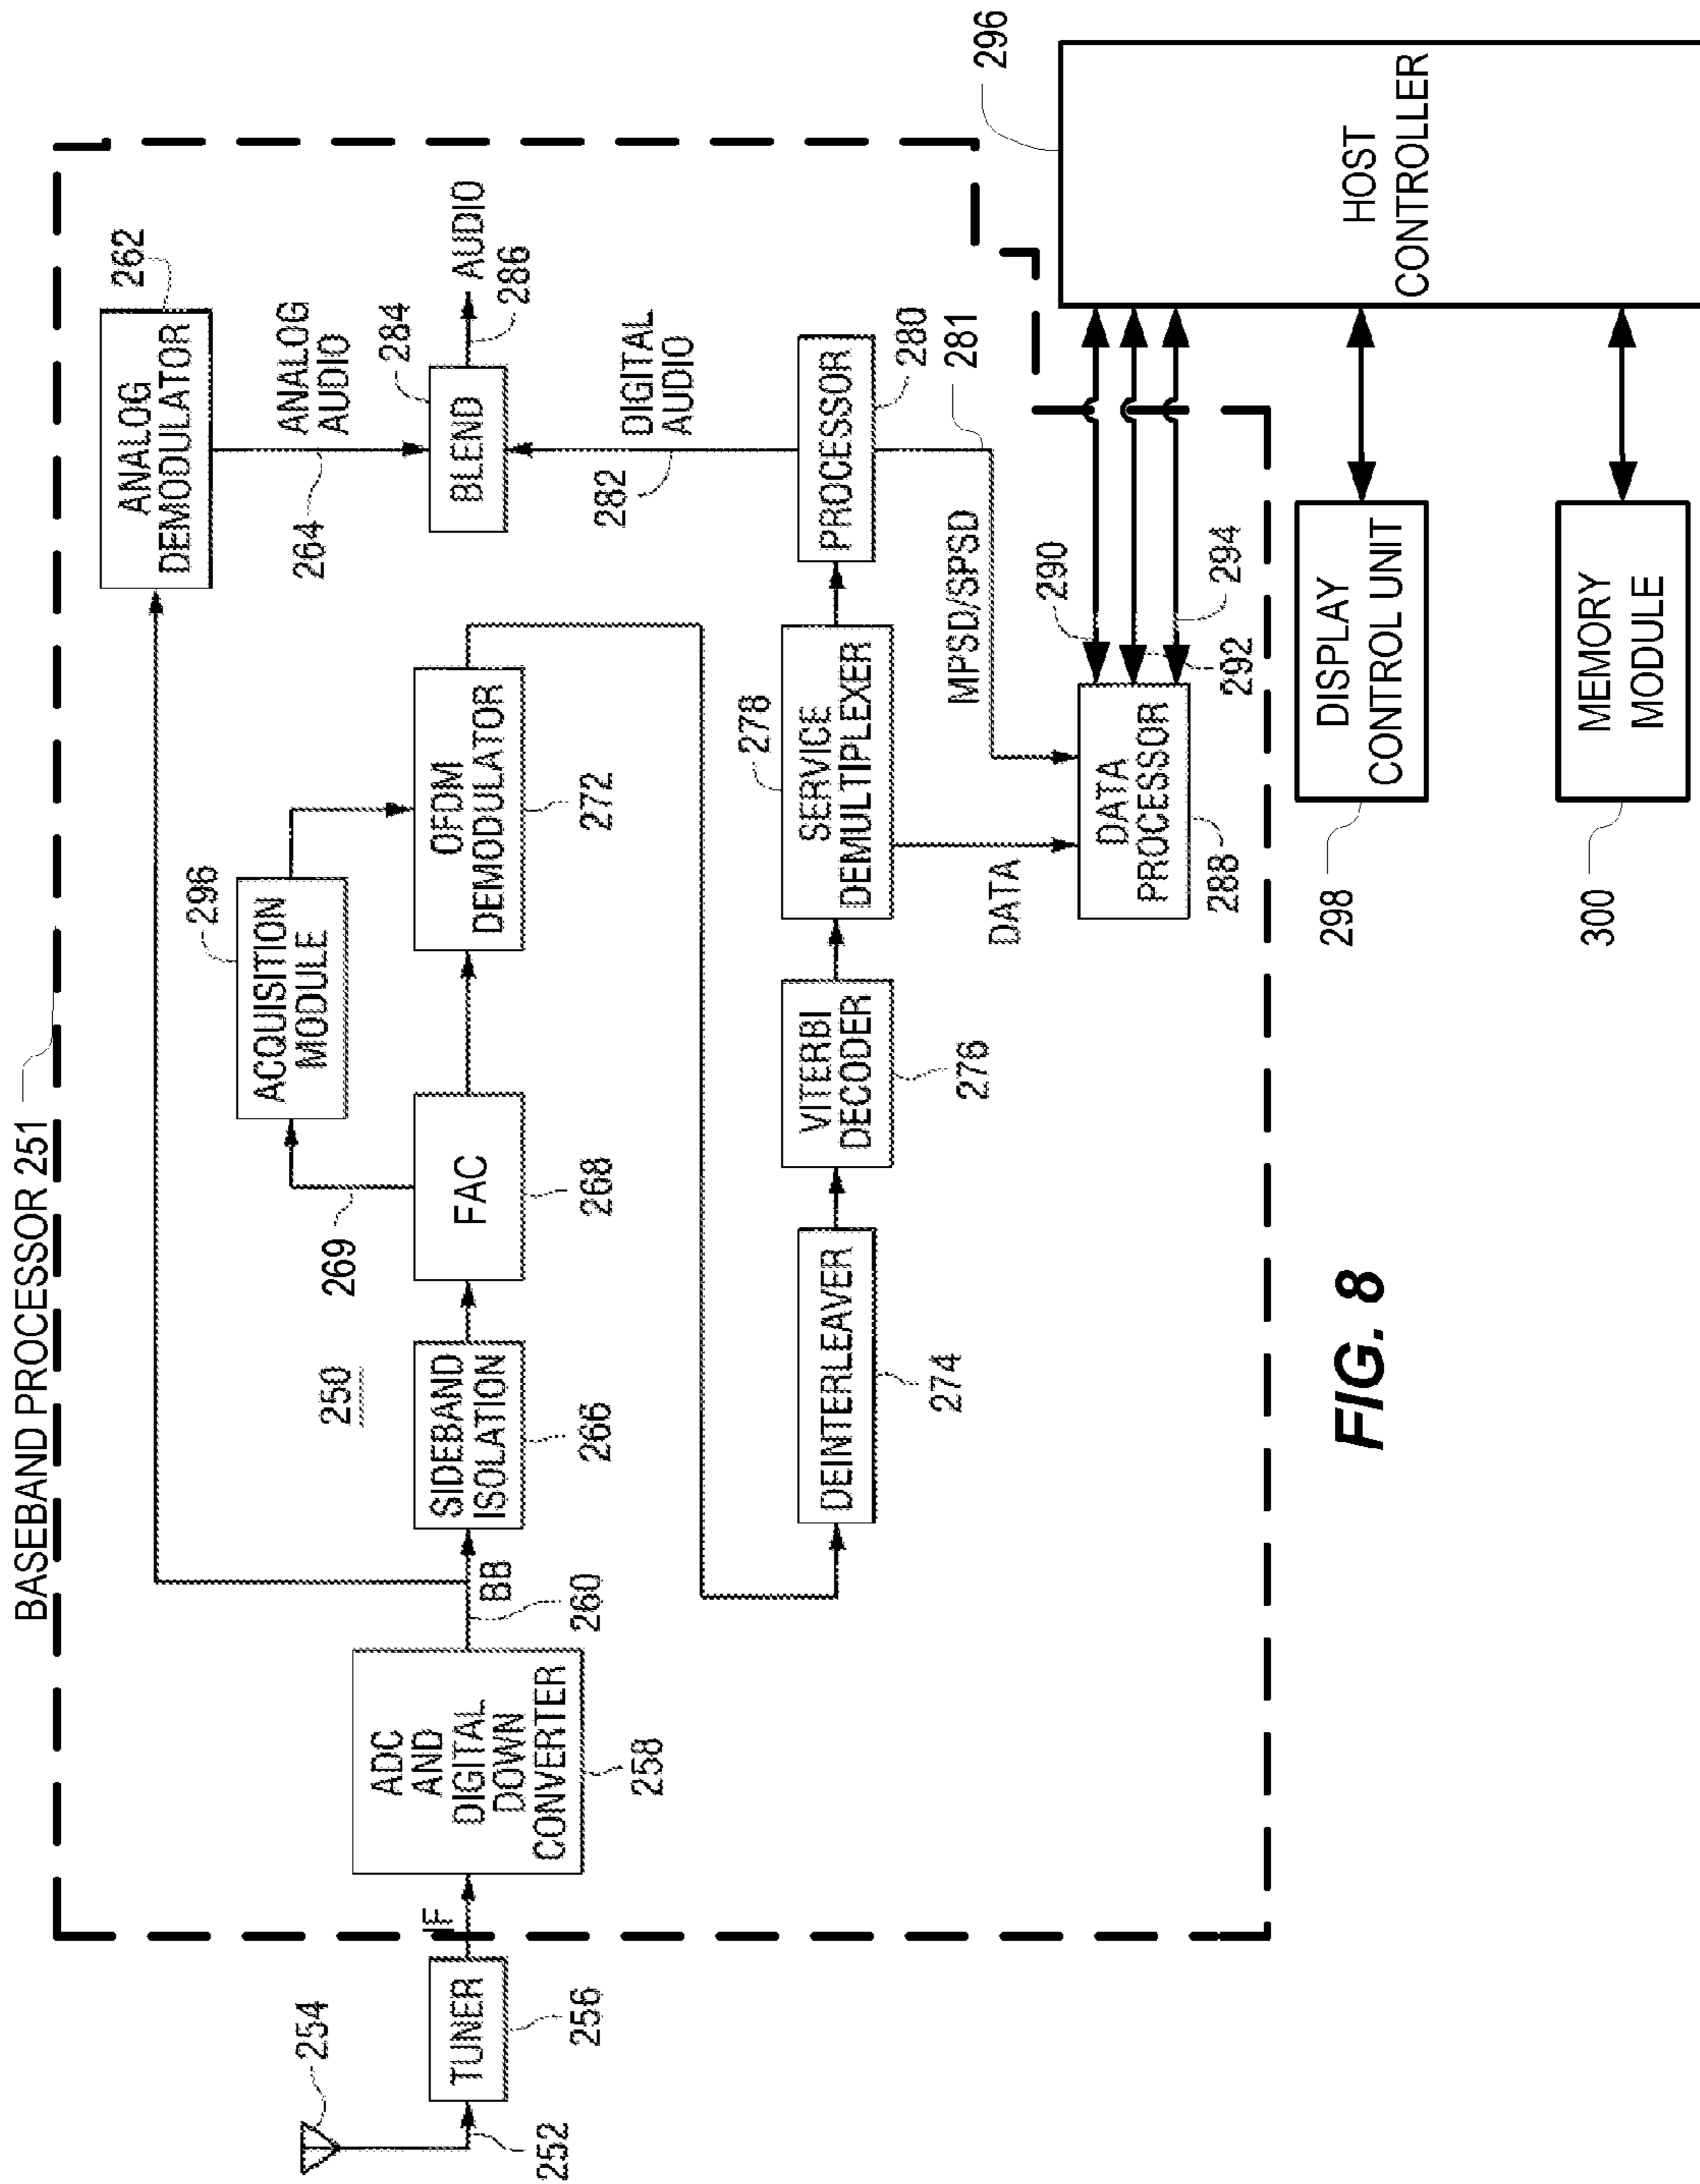 BASEBAND PROCESSOR 251
254
252
TUNER
256
IF
ADC
AND
DIGITAL
DOWN
CONVERTER
258
BB
260
250
SIDEBAND
ISOLATION
266
FAC
268
269
ACQUISITION
MODULE
296
OFDM
DEMODULATOR
272
ANALOG
DEMODULATOR
262
ANALOG
AUDIO
264
BLEND
284
AUDIO
286
DIGITAL
AUDIO
282
DEINTERLEAVER
274
VITERBI
DECODER
276
SERVICE
DEMULTIPLEXER
278
PROCESSOR
280
281
MPSD/SPSD
DATA
DATA
PROCESSOR
288
290
292
294
HOST
CONTROLLER
296
DISPLAY
CONTROL UNIT
298
MEMORY
MODULE
300
FIG. 8